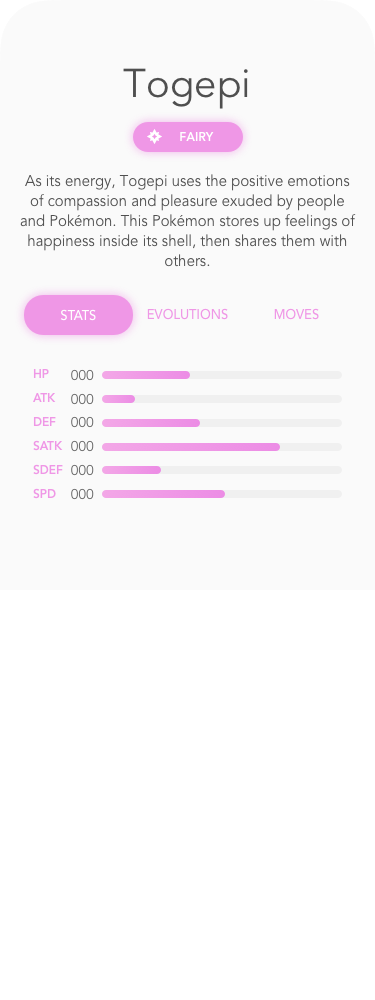 Togepi
FAIRY
As its energy, Togepi uses the positive emotions
of compassion and pleasure exuded by people
and Pokémon. This Pokémon stores up feelings of
happiness inside its shell, then shares them with
others.
STATS EVOLUTIONS MOVES
HP 000
ATK 000
DEF 000
SATK 000
SDEF 000
SPD 000